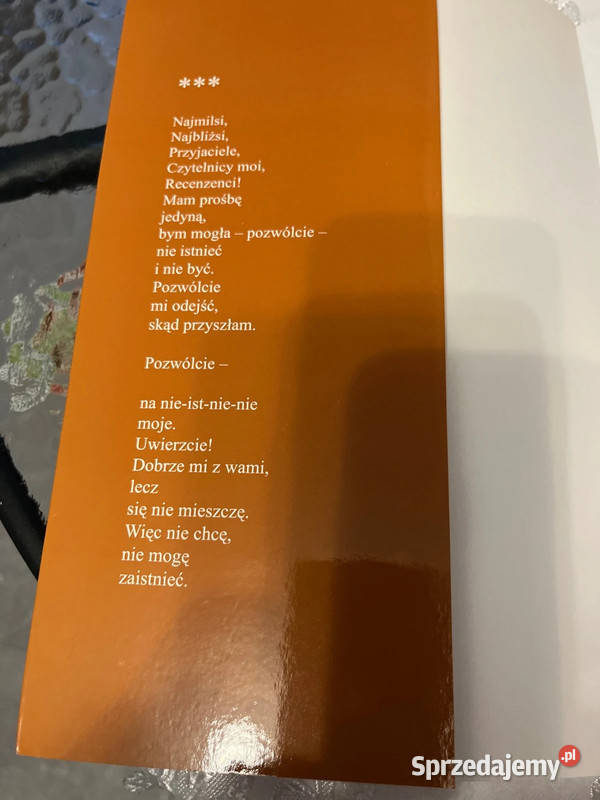 ***
Najmilsi,
Najbliżsi,
Przyjaciele,
Czytelnicy moi,
Recenzenci!
Mam prośbę
jedyną,
bym mogła – pozwólcie –
nie istnieć
i nie być.
Pozwólcie
mi odejść,
skąd przyszłam.
Pozwólcie –
na nie-ist-nie-nie
moje.
Uwierzcie!
Dobrze mi z wami,
lecz
się nie mieszczę.
Więc nie chcę,
nie mogę
zaistnieć.
Sprzedajemy.pl